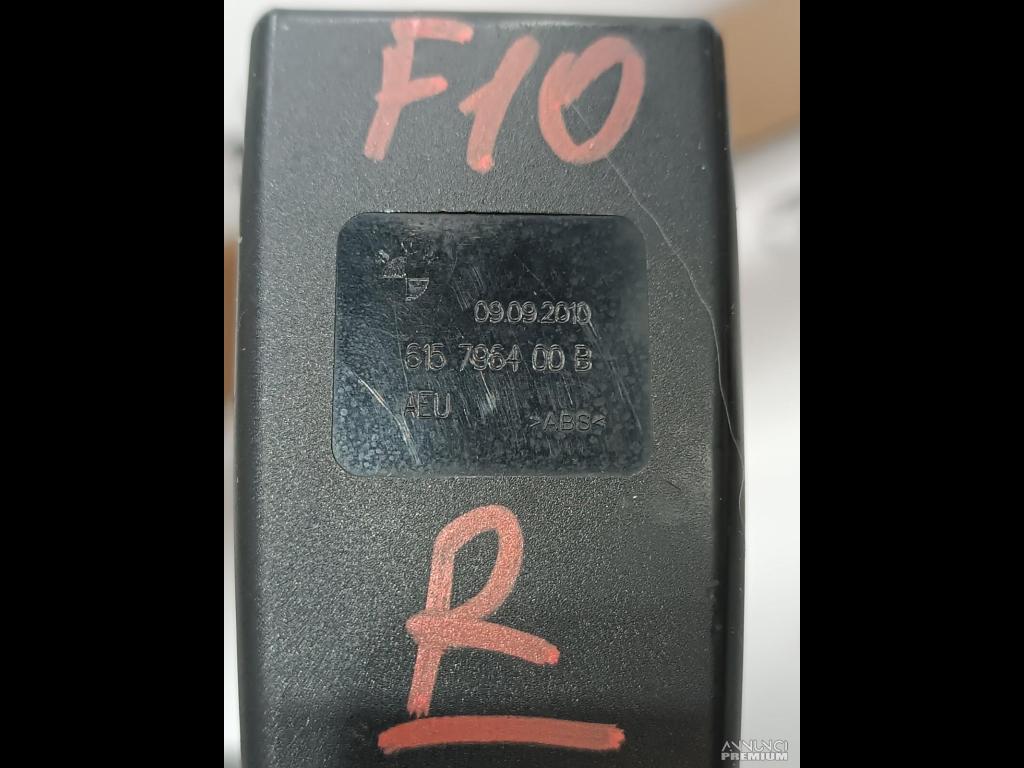 F10
09.09.2010
615 7964 00 B
AEU
>ABS<
R
ANNUNCI
PREMIUM